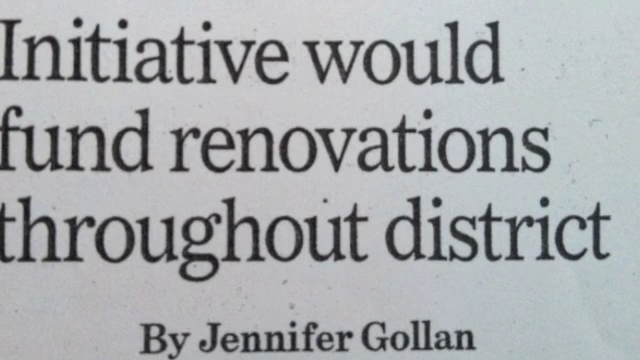 Initiative would
fund renovations
throughout district
By Jennifer Gollan